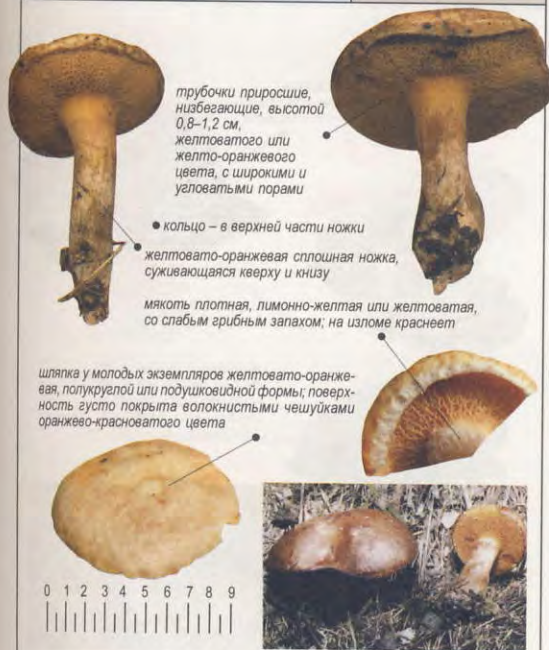 трубочки приросшие,
низбегающие, высотой
0,8–1,2 см,
желтоватого или
желто-оранжевого
цвета, с широкими и
угловатыми порами
кольцо – в верхней части ножки
желтовато-оранжевая сплошная ножка,
суживающаяся кверху и книзу
мякоть плотная, лимонно-желтая или желтоватая,
со слабым грибным запахом; на изломе краснеет
шляпка у молодых экземпляров желтовато-оранже-
вая, полукруглой или подушковидной формы; поверх-
ность густо покрыта волокнистыми чешуйками
оранжево-красноватого цвета
0 1 2 3 4 5 6 7 8 9